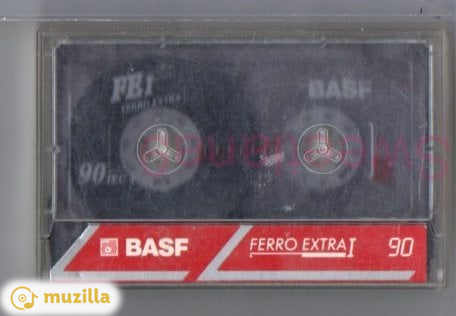 FE I
FERRO EXTRA
BASF
90
BASF
FERRO EXTRA I
90
muzilla